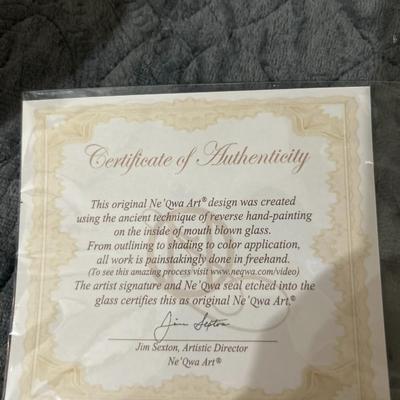 Certificate of Authenticity
This original Ne'Qwa Art® design was created
using the ancient technique of reverse hand-painting
on the inside of mouth blown glass.
From outlining to shading to color application,
all work is painstakingly done in freehand.
(To see this amazing process visit www.neqwa.com/video)
The artist signature and Ne'Qwa seal etched into the
glass certifies this as original Ne'Qwa Art.®
Jim Sexton
Jim Sexton, Artistic Director
Ne'Qwa Art®